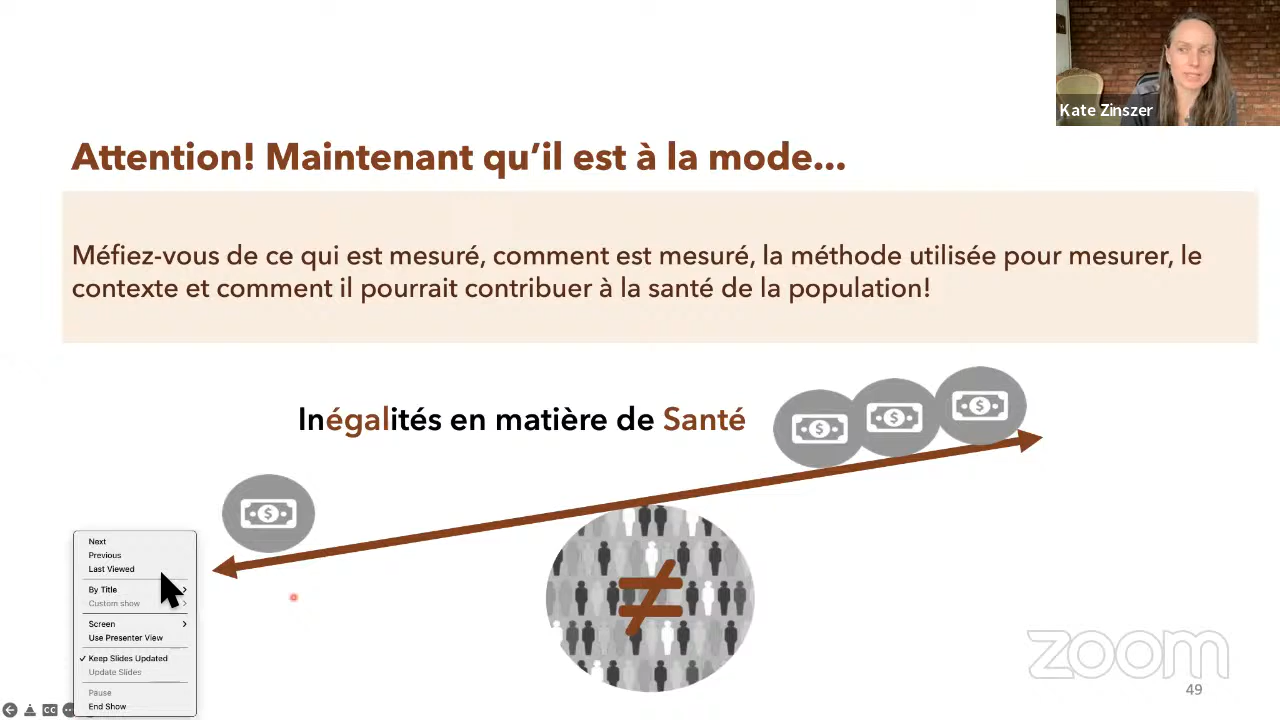 Kate Zinszer
Attention! Maintenant qu’il est à la mode...
Méfiez-vous de ce qui est mesuré, comment est mesuré, la méthode utilisée pour mesurer, le
contexte et comment il pourrait contribuer à la santé de la population!
Inégalités en matière de Santé
$
$
$
$
≠
Next
Previous
Last Viewed
By Title
Custom show
Screen
Use Presenter View
✓ Keep Slides Updated
Update Slides
Pause
End Show
CC
zoom
49